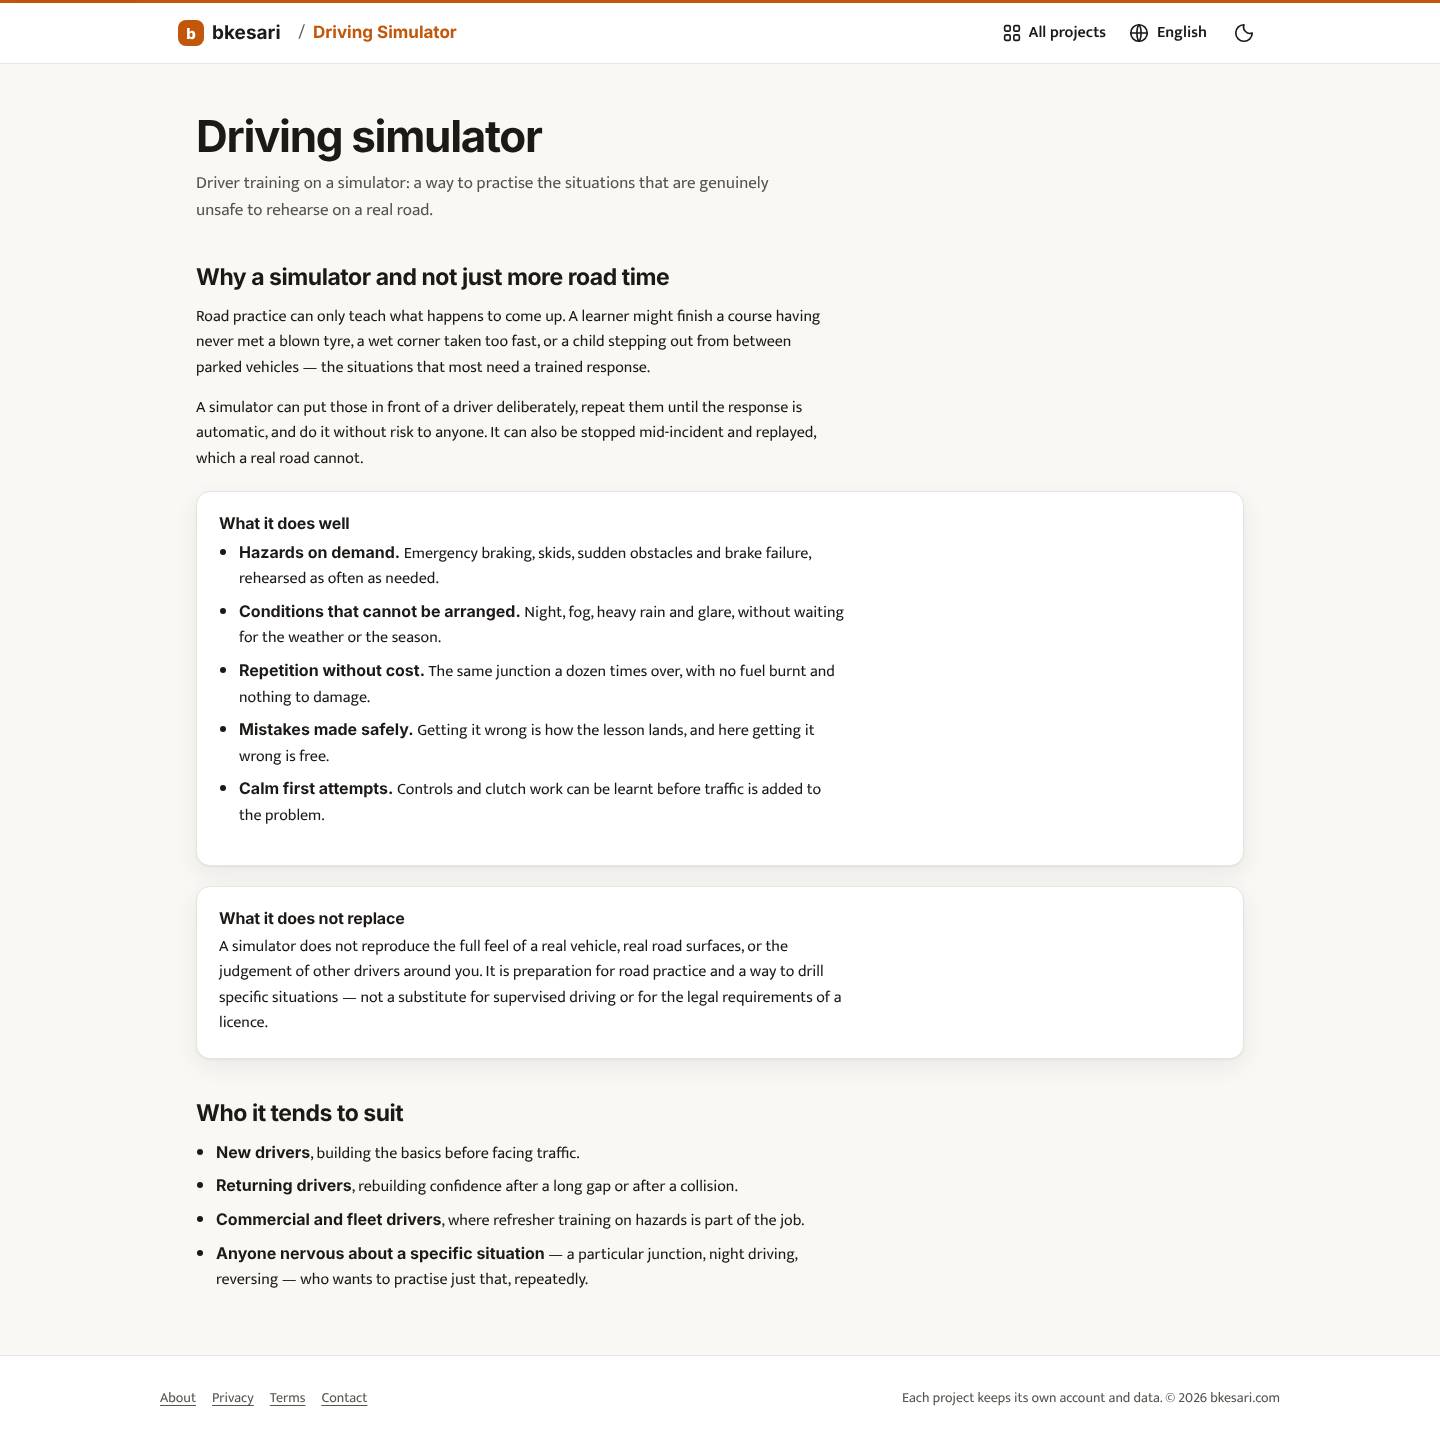 b bkesari / Driving Simulator All projects English
Driving simulator
Driver training on a simulator: a way to practise the situations that are genuinely
unsafe to rehearse on a real road.
Why a simulator and not just more road time
Road practice can only teach what happens to come up. A learner might finish a course having
never met a blown tyre, a wet corner taken too fast, or a child stepping out from between
parked vehicles — the situations that most need a trained response.
A simulator can put those in front of a driver deliberately, repeat them until the response is
automatic, and do it without risk to anyone. It can also be stopped mid-incident and replayed,
which a real road cannot.
What it does well
• Hazards on demand. Emergency braking, skids, sudden obstacles and brake failure,
rehearsed as often as needed.
• Conditions that cannot be arranged. Night, fog, heavy rain and glare, without waiting
for the weather or the season.
• Repetition without cost. The same junction a dozen times over, with no fuel burnt and
nothing to damage.
• Mistakes made safely. Getting it wrong is how the lesson lands, and here getting it
wrong is free.
• Calm first attempts. Controls and clutch work can be learnt before traffic is added to
the problem.
What it does not replace
A simulator does not reproduce the full feel of a real vehicle, real road surfaces, or the
judgement of other drivers around you. It is preparation for road practice and a way to drill
specific situations — not a substitute for supervised driving or for the legal requirements of a
licence.
Who it tends to suit
• New drivers, building the basics before facing traffic.
• Returning drivers, rebuilding confidence after a long gap or after a collision.
• Commercial and fleet drivers, where refresher training on hazards is part of the job.
• Anyone nervous about a specific situation — a particular junction, night driving,
reversing — who wants to practise just that, repeatedly.
About Privacy Terms Contact Each project keeps its own account and data. © 2026 bkesari.com